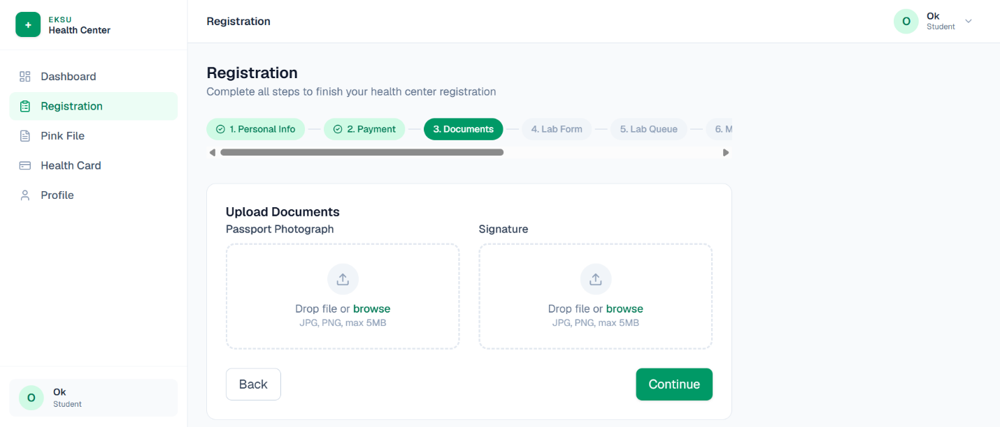 +
EKSU
Health Center
Dashboard
Registration
Pink File
Health Card
Profile
O
Ok
Student
Registration
O
Ok
Student
Registration
Complete all steps to finish your health center registration
1. Personal Info
2. Payment
3. Documents
4. Lab Form
5. Lab Queue
6. M
Upload Documents
Passport Photograph
Drop file or browse
JPG, PNG, max 5MB
Signature
Drop file or browse
JPG, PNG, max 5MB
Back
Continue